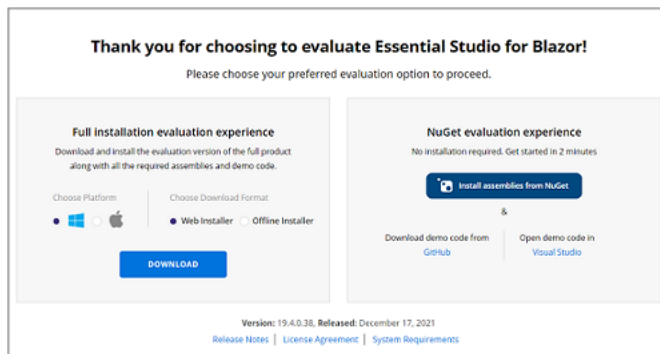 Thank you for choosing to evaluate Essential Studio for Blazor!
Please choose your preferred evaluation option to proceed.
Full installation evaluation experience
Download and install the evaluation version of the full product
along with all the required assemblies and demo code.
Choose Platform
Choose Download Format
Web Installer
Offline Installer
DOWNLOAD
NuGet evaluation experience
No installation required. Get started in 2 minutes
Install assemblies from NuGet
&
Download demo code from
GitHub
Open demo code in
Visual Studio
Version: 19.4.0.38, Released: December 17, 2021
Release Notes | License Agreement | System Requirements